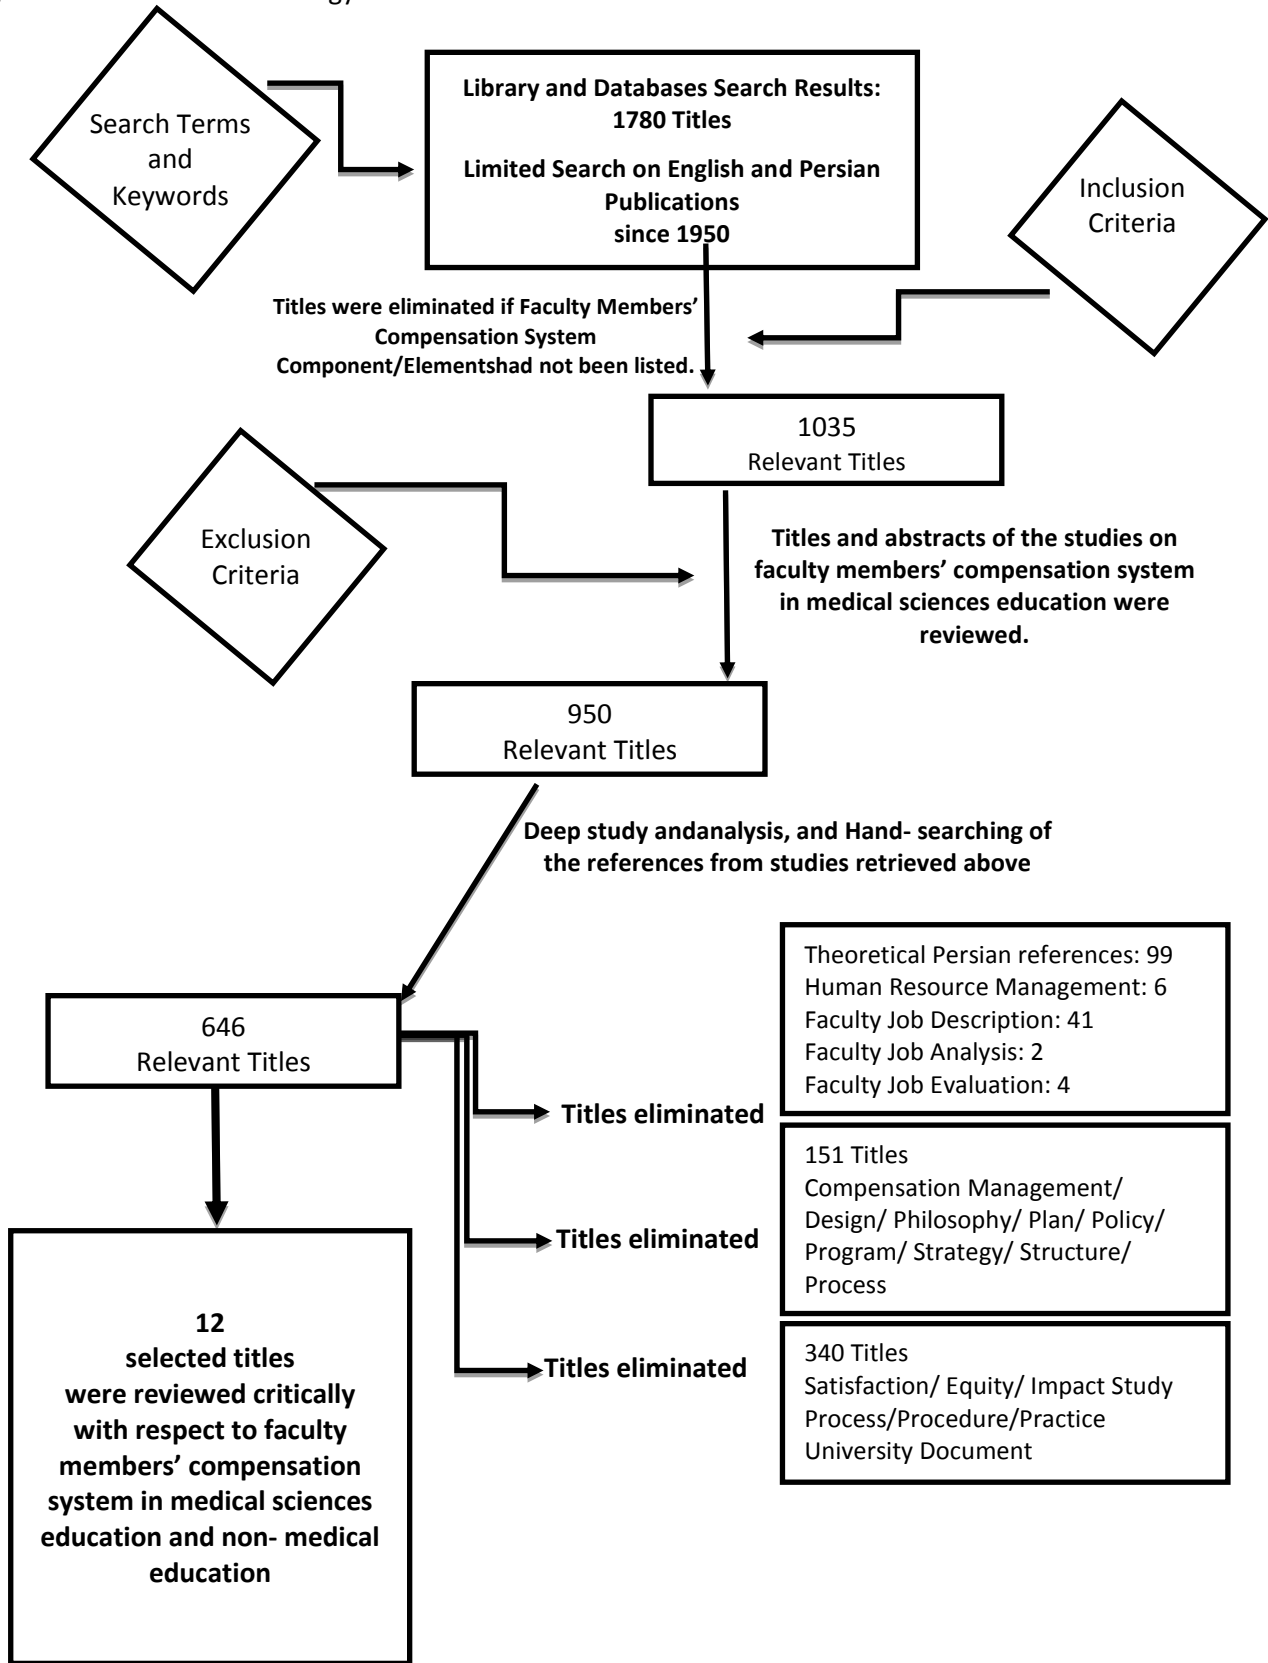 Search Terms
and
Keywords
Library and Databases Search Results:
1780 Titles
Limited Search on English and Persian
Publications
since 1950
Inclusion
Criteria
Titles were eliminated if Faculty Members’
Compensation System
Component/Elementshad not been listed.
1035
Relevant Titles
Exclusion
Criteria
Titles and abstracts of the studies on
faculty members’ compensation system
in medical sciences education were
reviewed.
950
Relevant Titles
Deep study andanalysis, and Hand- searching of
the references from studies retrieved above
646
Relevant Titles
Titles eliminated
Theoretical Persian references: 99
Human Resource Management: 6
Faculty Job Description: 41
Faculty Job Analysis: 2
Faculty Job Evaluation: 4
Titles eliminated
151 Titles
Compensation Management/
Design/ Philosophy/ Plan/ Policy/
Program/ Strategy/ Structure/
Process
Titles eliminated
340 Titles
Satisfaction/ Equity/ Impact Study
Process/Procedure/Practice
University Document
12
selected titles
were reviewed critically
with respect to faculty
members’ compensation
system in medical sciences
education and non- medical
education